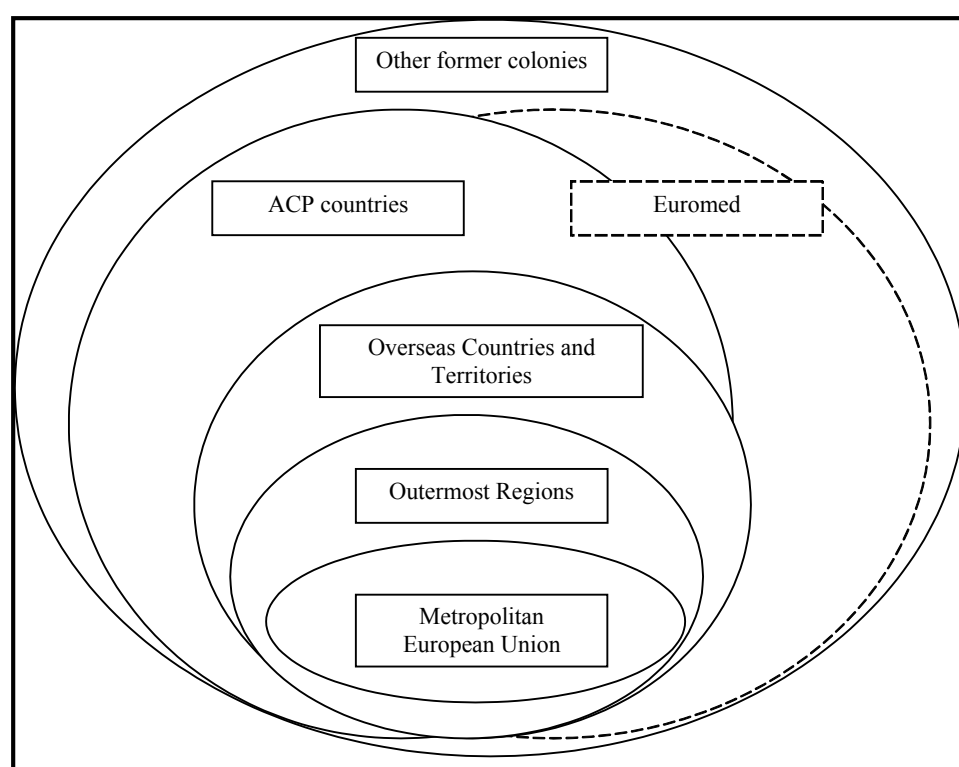 Other former colonies
ACP countries
Euromed
Overseas Countries and
Territories
Outermost Regions
Metropolitan
European Union